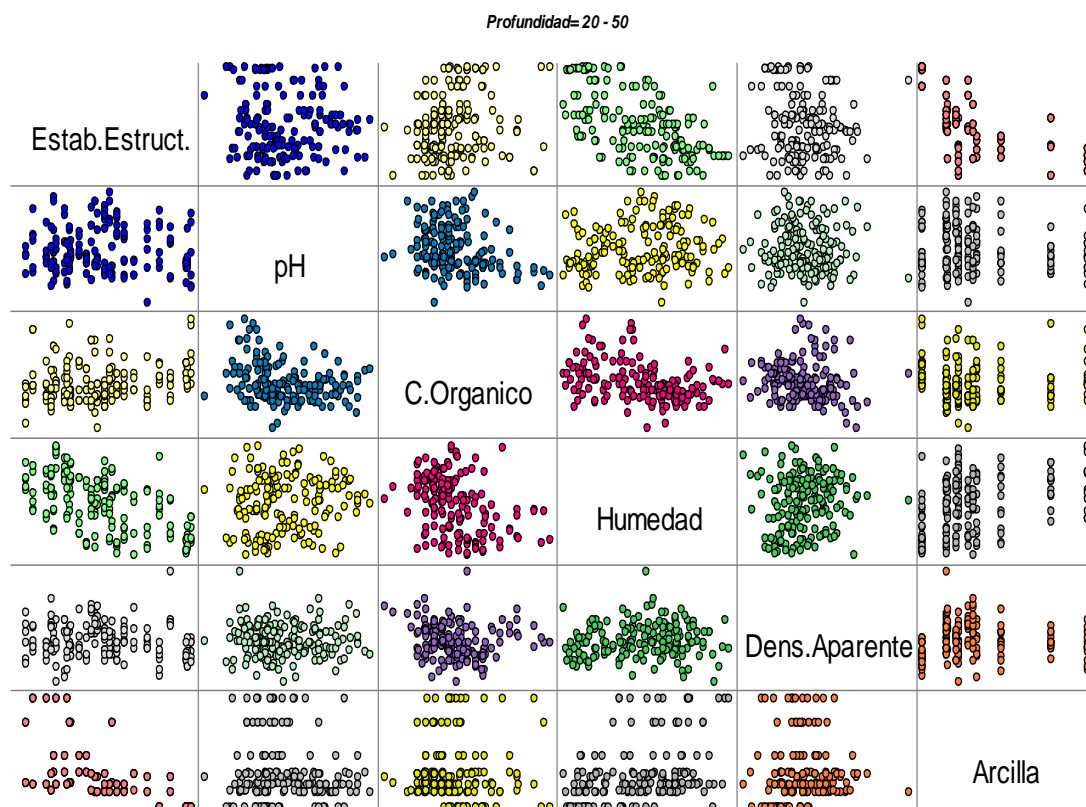 Profundidad= 20 - 50
Estab.Estruct.
pH
C.Organico
Humedad
Dens.Aparente
Arcilla